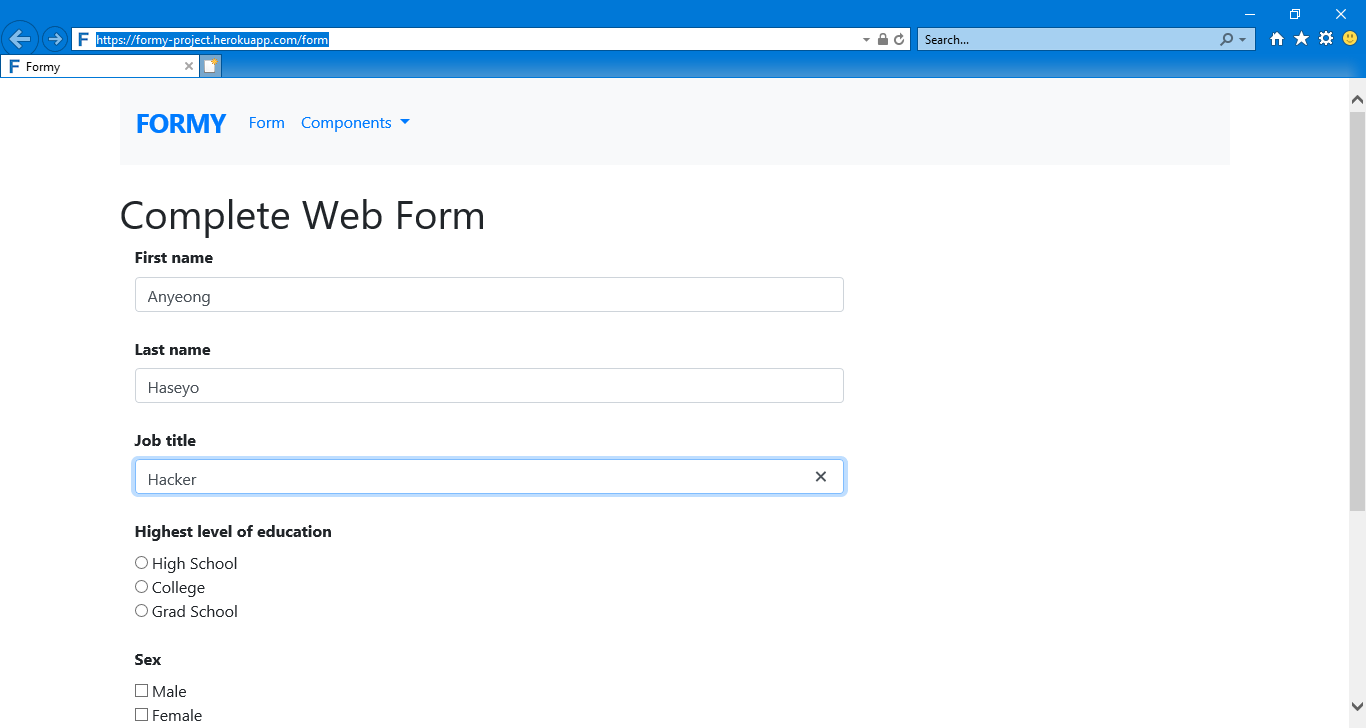 https://formy-project.herokuapp.com/form
Search...
Formy
FORMY Form Components
Complete Web Form
First name
Anyeong
Last name
Haseyo
Job title
Hacker
Highest level of education
High School
College
Grad School
Sex
Male
Female